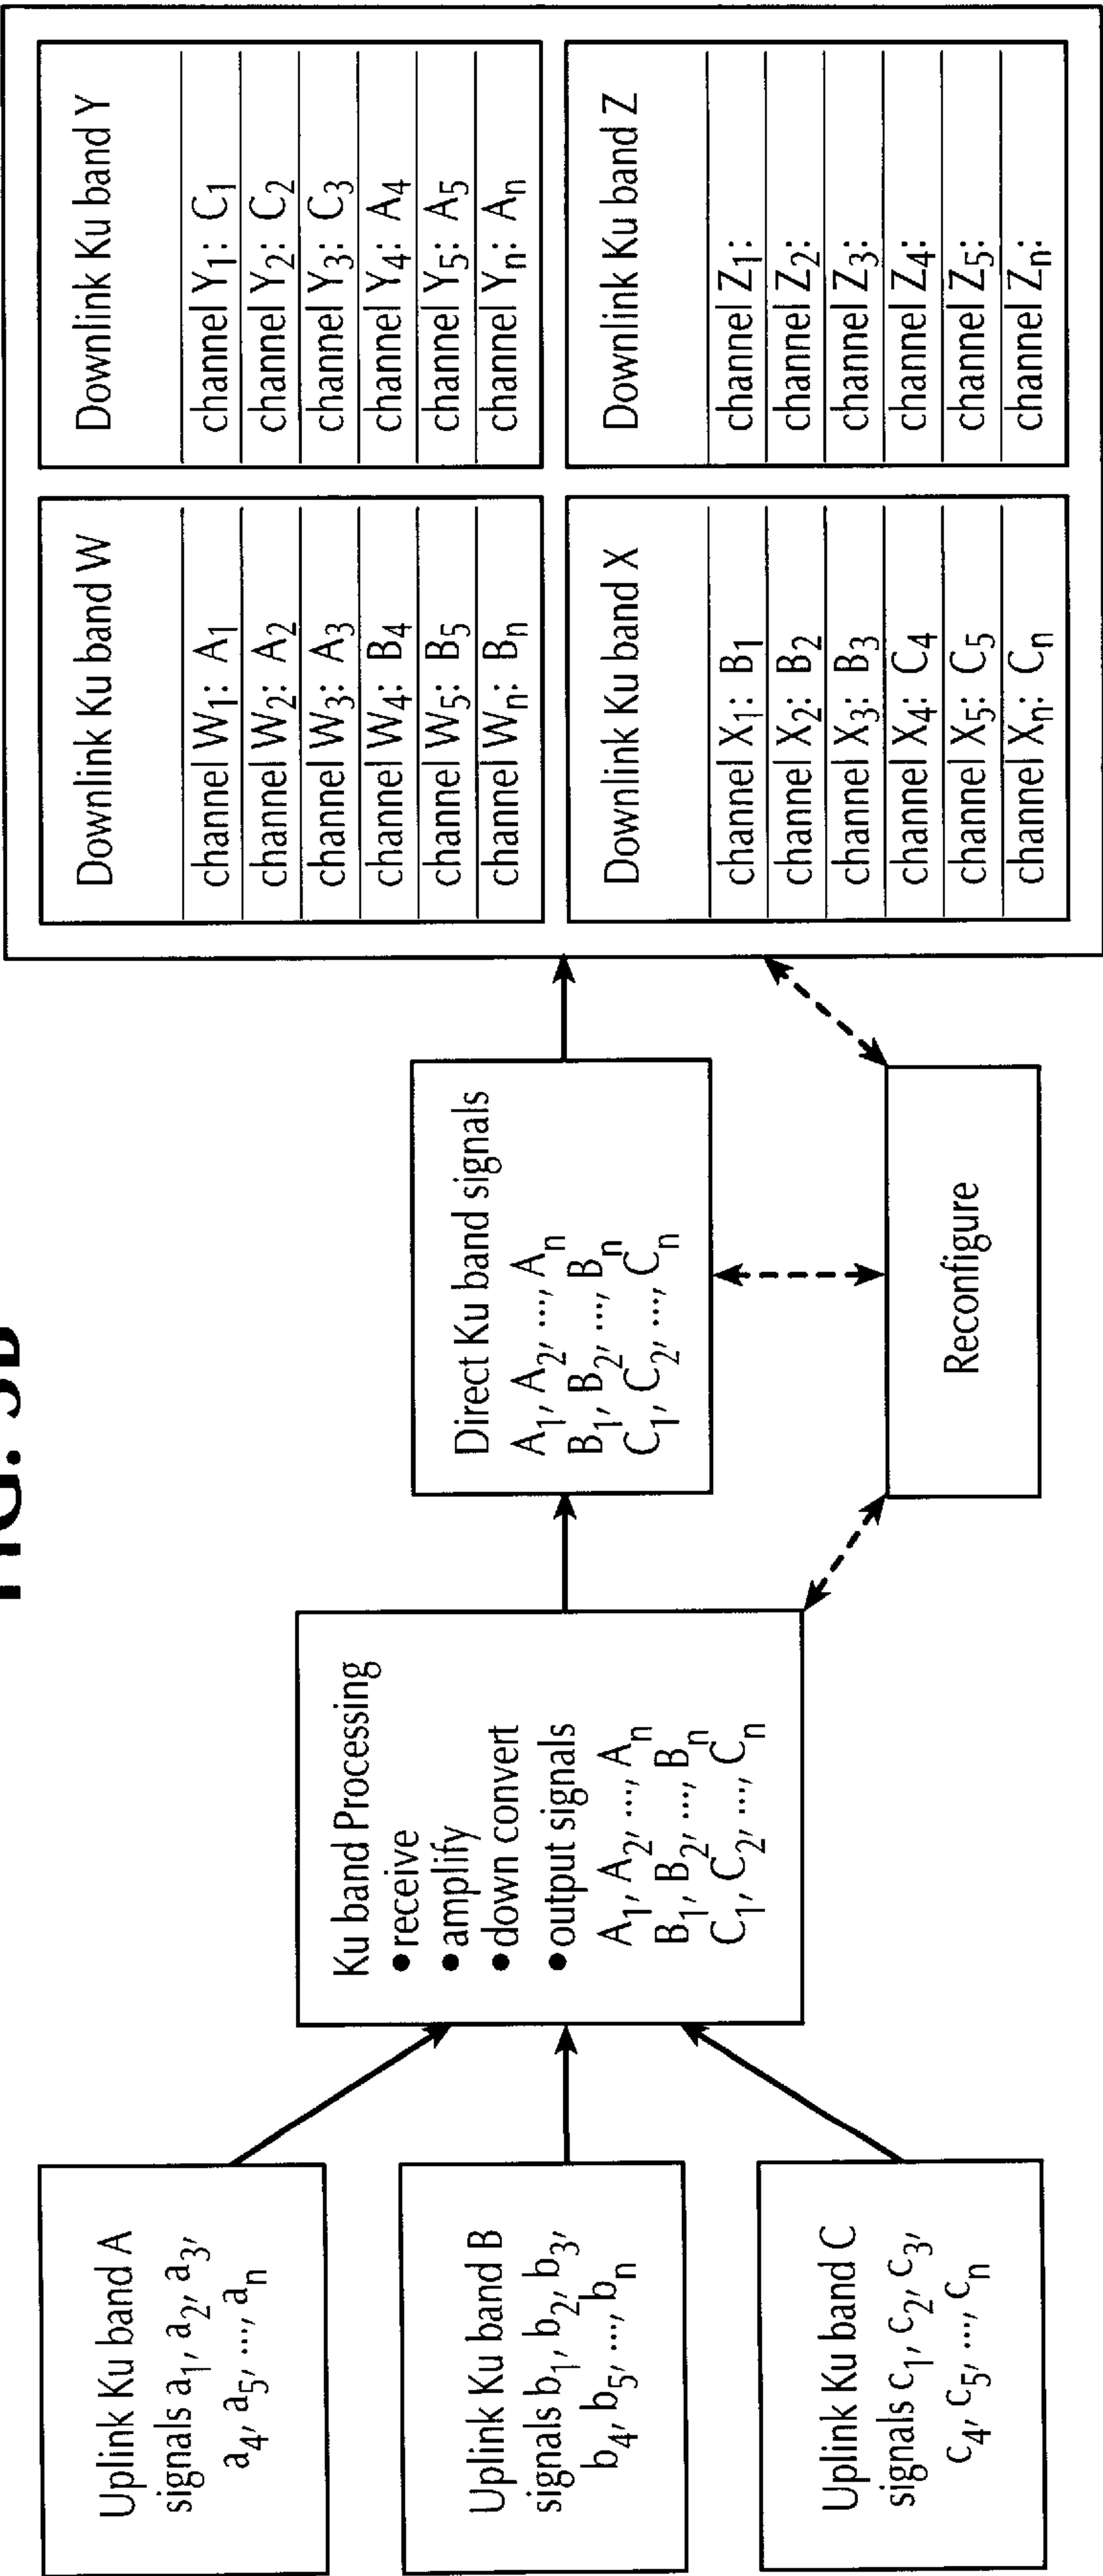 Uplink Ku band A
signals a₁, a₂, a₃,
a₄, a₅, ..., aₙ
Uplink Ku band B
signals b₁, b₂, b₃,
b₄, b₅, ..., bₙ
Uplink Ku band C
signals c₁, c₂, c₃,
c₄, c₅, ..., cₙ
Ku band Processing
● receive
● amplify
● down convert
● output signals
A₁, A₂, ..., Aₙ
B₁, B₂, ..., Bₙ
C₁, C₂, ..., Cₙ
Direct Ku band signals
A₁, A₂, ..., Aₙ
B₁, B₂, ..., Bₙ
C₁, C₂, ..., Cₙ
Reconfigure
Downlink Ku band W
channel W₁: A₁
channel W₂: A₂
channel W₃: A₃
channel W₄: B₄
channel W₅: B₅
channel Wₙ: Bₙ
Downlink Ku band Y
channel Y₁: C₁
channel Y₂: C₂
channel Y₃: C₃
channel Y₄: A₄
channel Y₅: A₅
channel Yₙ: Aₙ
Downlink Ku band X
channel X₁: B₁
channel X₂: B₂
channel X₃: B₃
channel X₄: C₄
channel X₅: C₅
channel Xₙ: Cₙ
Downlink Ku band Z
channel Z₁:
channel Z₂:
channel Z₃:
channel Z₄:
channel Z₅:
channel Zₙ: